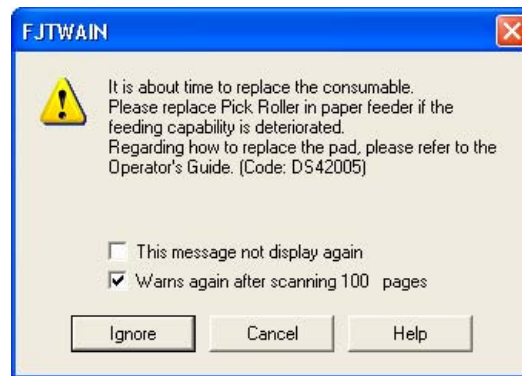 FJTWAIN
It is about time to replace the consumable.
Please replace Pick Roller in paper feeder if the
feeding capability is deteriorated.
Regarding how to replace the pad, please refer to the
Operator's Guide. (Code: DS42005)
This message not display again
Warns again after scanning 100 pages
Ignore Cancel Help